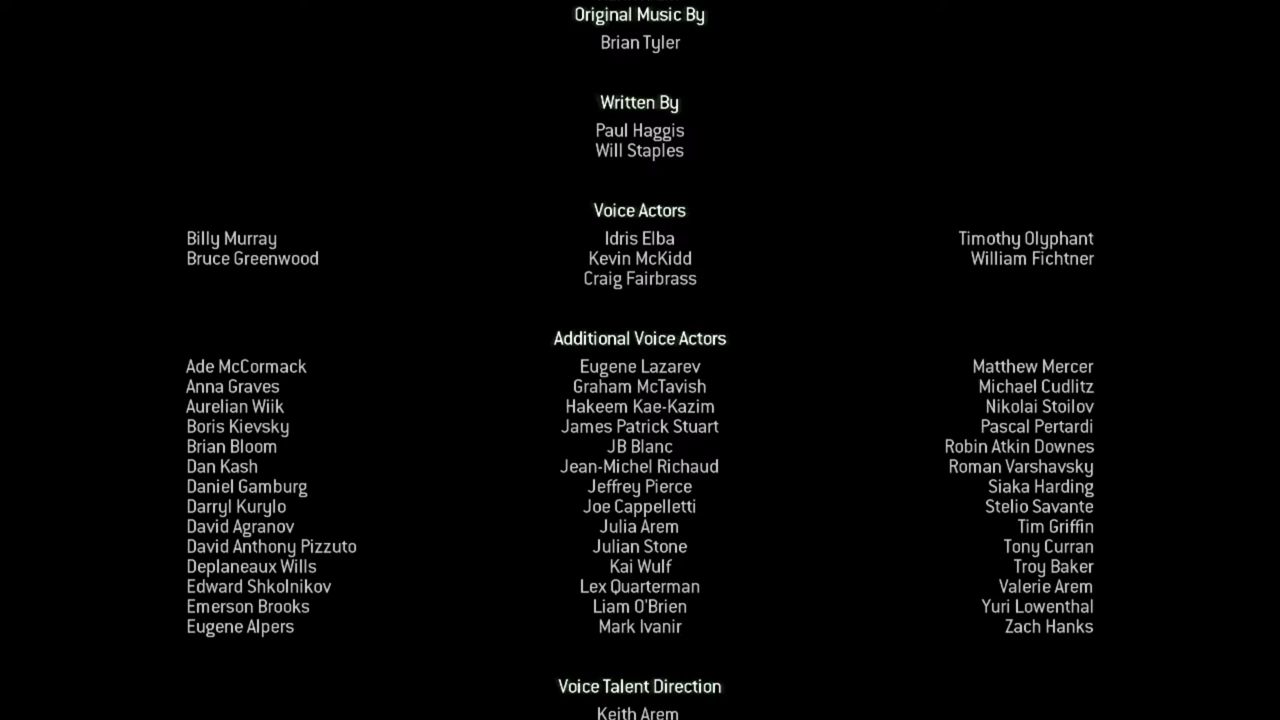 Original Music By
Brian Tyler
Written By
Paul Haggis
Will Staples
Voice Actors
Billy Murray Idris Elba Timothy Olyphant
Bruce Greenwood Kevin McKidd William Fichtner
Craig Fairbrass
Additional Voice Actors
Ade McCormack Eugene Lazarev Matthew Mercer
Anna Graves Graham McTavish Michael Cudlitz
Aurelian Wiik Hakeem Kae-Kazim Nikolai Stoilov
Boris Kievsky James Patrick Stuart Pascal Pertardi
Brian Bloom JB Blanc Robin Atkin Downes
Dan Kash Jean-Michel Richaud Roman Varshavsky
Daniel Gamburg Jeffrey Pierce Siaka Harding
Darryl Kurylo Joe Cappelletti Stelio Savante
David Agranov Julia Arem Tim Griffin
David Anthony Pizzuto Julian Stone Tony Curran
Deplaneaux Wills Kai Wulf Troy Baker
Edward Shkolnikov Lex Quarterman Valerie Arem
Emerson Brooks Liam O'Brien Yuri Lowenthal
Eugene Alpers Mark Ivanir Zach Hanks
Voice Talent Direction
Keith Arem